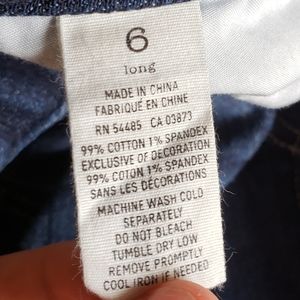 6
long
MADE IN CHINA
FABRIQUÉ EN CHINE
RN 54485 CA 03873
99% COTTON 1% SPANDEX
EXCLUSIVE OF DECORATION
99% COTON 1% SPANDEX
SANS LES DÉCORATIONS
MACHINE WASH COLD
SEPARATELY
DO NOT BLEACH
TUMBLE DRY LOW
REMOVE PROMPTLY
COOL IRON IF NEEDED